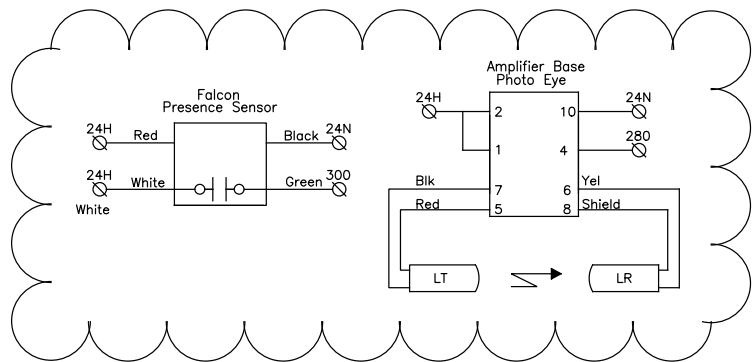 Falcon
Presence Sensor
24H Red Black 24N
24H White Green 300
White
Amplifier Base
Photo Eye
24H 2 10 24N
1 4 280
Blk 7 6 Yel
Red 5 8 Shield
LT LR